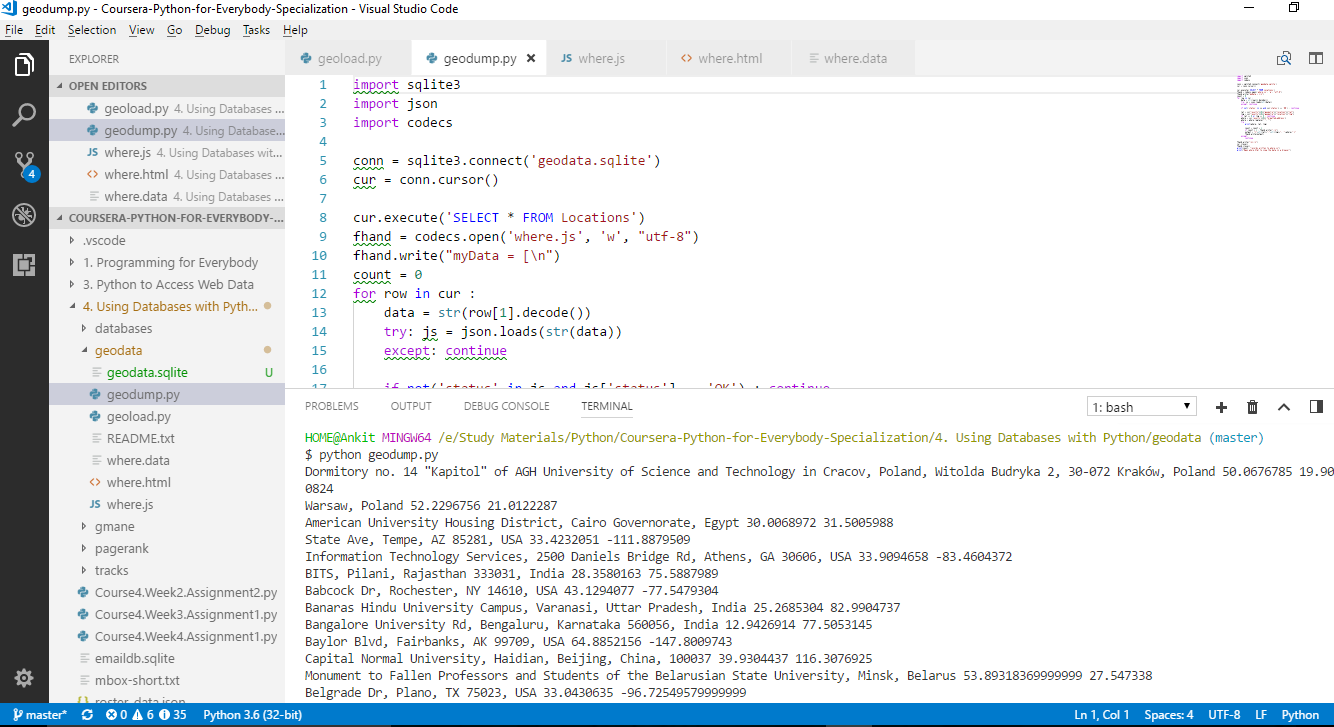 geodump.py - Coursera-Python-for-Everybody-Specialization - Visual Studio Code
File Edit Selection View Go Debug Tasks Help
EXPLORER
OPEN EDITORS
geoload.py 4. Using Databases ...
geodump.py 4. Using Database...
JS where.js 4. Using Databases wit...
<> where.html 4. Using Databases ...
where.data 4. Using Databases ...
COURSERA-PYTHON-FOR-EVERYBODY-...
.vscode
1. Programming for Everybody
3. Python to Access Web Data
4. Using Databases with Pyth...
databases
geodata
geodata.sqlite U
geodump.py
geoload.py
README.txt
where.data
<> where.html
JS where.js
gmane
pagerank
tracks
Course4.Week2.Assignment2.py
Course4.Week3.Assignment1.py
Course4.Week4.Assignment1.py
emaildb.sqlite
mbox-short.txt
roster_data.json
4
geoload.py geodump.py JS where.js <> where.html where.data
1 import sqlite3
2 import json
3 import codecs
4
5 conn = sqlite3.connect('geodata.sqlite')
6 cur = conn.cursor()
7
8 cur.execute('SELECT * FROM Locations')
9 fhand = codecs.open('where.js', 'w', "utf-8")
10 fhand.write("myData = [\n")
11 count = 0
12 for row in cur :
13 data = str(row[1].decode())
14 try: js = json.loads(str(data))
15 except: continue
16
17 if not('status' in js and js['status'] == 'OK') : continue
PROBLEMS OUTPUT DEBUG CONSOLE TERMINAL 1: bash
HOME@Ankit MINGW64 /e/Study Materials/Python/Coursera-Python-for-Everybody-Specialization/4. Using Databases with Python/geodata (master)
$ python geodump.py
Dormitory no. 14 "Kapitol" of AGH University of Science and Technology in Cracov, Poland, Witolda Budryka 2, 30-072 Kraków, Poland 50.0676785 19.90
0824
Warsaw, Poland 52.2296756 21.0122287
American University Housing District, Cairo Governorate, Egypt 30.0068972 31.5005988
State Ave, Tempe, AZ 85281, USA 33.4232051 -111.8879509
Information Technology Services, 2500 Daniels Bridge Rd, Athens, GA 30606, USA 33.9094658 -83.4604372
BITS, Pilani, Rajasthan 333031, India 28.3580163 75.5887989
Babcock Dr, Rochester, NY 14610, USA 43.1294077 -77.5479304
Banaras Hindu University Campus, Varanasi, Uttar Pradesh, India 25.2685304 82.9904737
Bangalore University Rd, Bengaluru, Karnataka 560056, India 12.9426914 77.5053145
Baylor Blvd, Fairbanks, AK 99709, USA 64.8852156 -147.8009743
Capital Normal University, Haidian, Beijing, China, 100037 39.9304437 116.3076925
Monument to Fallen Professors and Students of the Belarusian State University, Minsk, Belarus 53.89318369999999 27.547338
Belgrade Dr, Plano, TX 75023, USA 33.0430635 -96.72549579999999
master* 0 6 35 Python 3.6 (32-bit) Ln 1, Col 1 Spaces: 4 UTF-8 LF Python